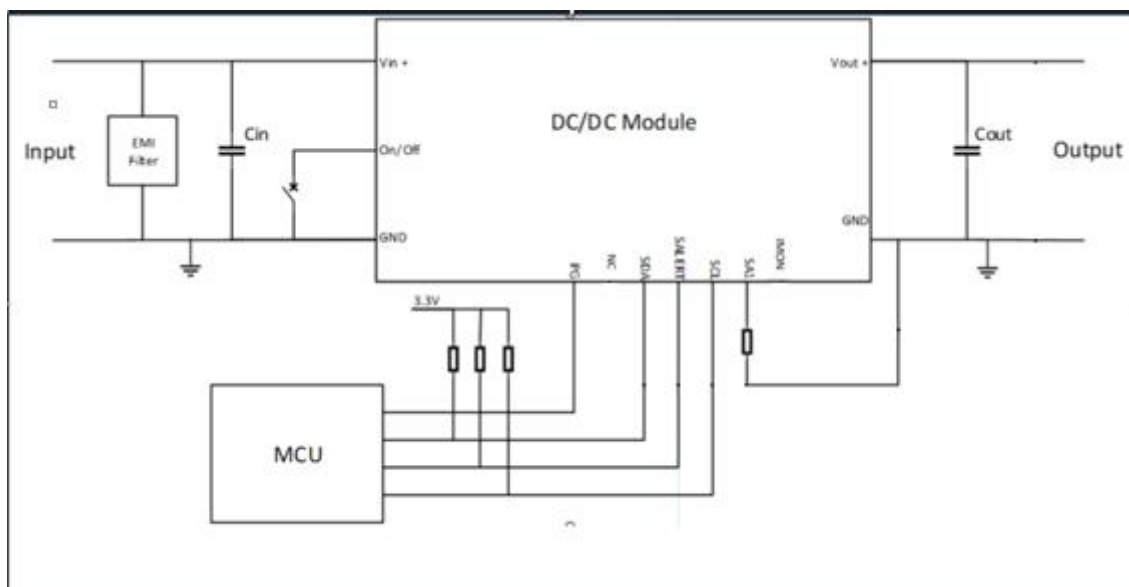 Vin +
Vout +
DC/DC Module
Input
EMI
Filter
Cin
On/Off
Cout
Output
GND
GND
PG
NC
SDA
SALERT
SCL
SA1
IMON
3.3V
MCU